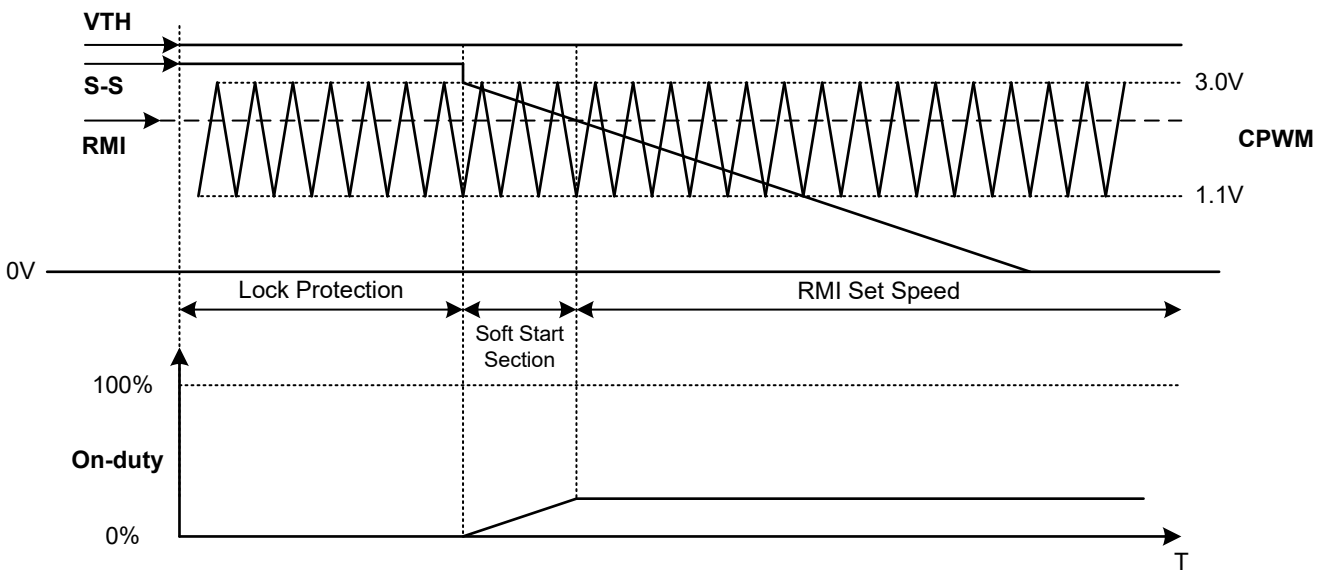 VTH
S-S
3.0V
RMI
CPWM
1.1V
0V
Lock Protection
RMI Set Speed
Soft Start
Section
100%
On-duty
0%
T